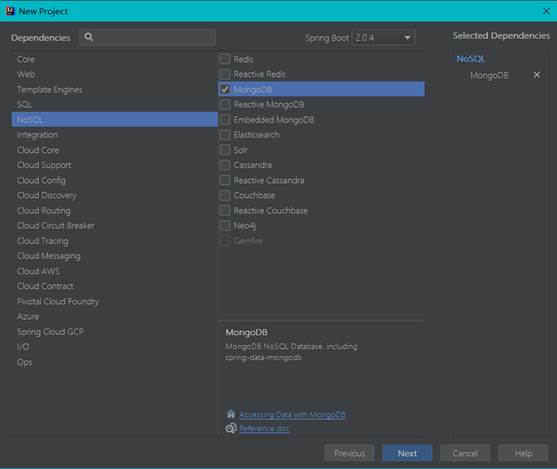 New Project
Dependencies
Spring Boot 2.0.4
Selected Dependencies
Core
Web
Template Engines
SQL
NoSQL
Integration
Cloud Core
Cloud Support
Cloud Config
Cloud Discovery
Cloud Routing
Cloud Circuit Breaker
Cloud Tracing
Cloud Messaging
Cloud AWS
Cloud Contract
Pivotal Cloud Foundry
Azure
Spring Cloud GCP
I/O
Ops
Redis
Reactive Redis
MongoDB
Reactive MongoDB
Embedded MongoDB
Elasticsearch
Solr
Cassandra
Reactive Cassandra
Couchbase
Reactive Couchbase
Neo4j
Gemfire
MongoDB
MongoDB NoSQL Database, including
spring-data-mongodb
Accessing Data with MongoDB
Reference doc
NoSQL
MongoDB
Previous
Next
Cancel
Help